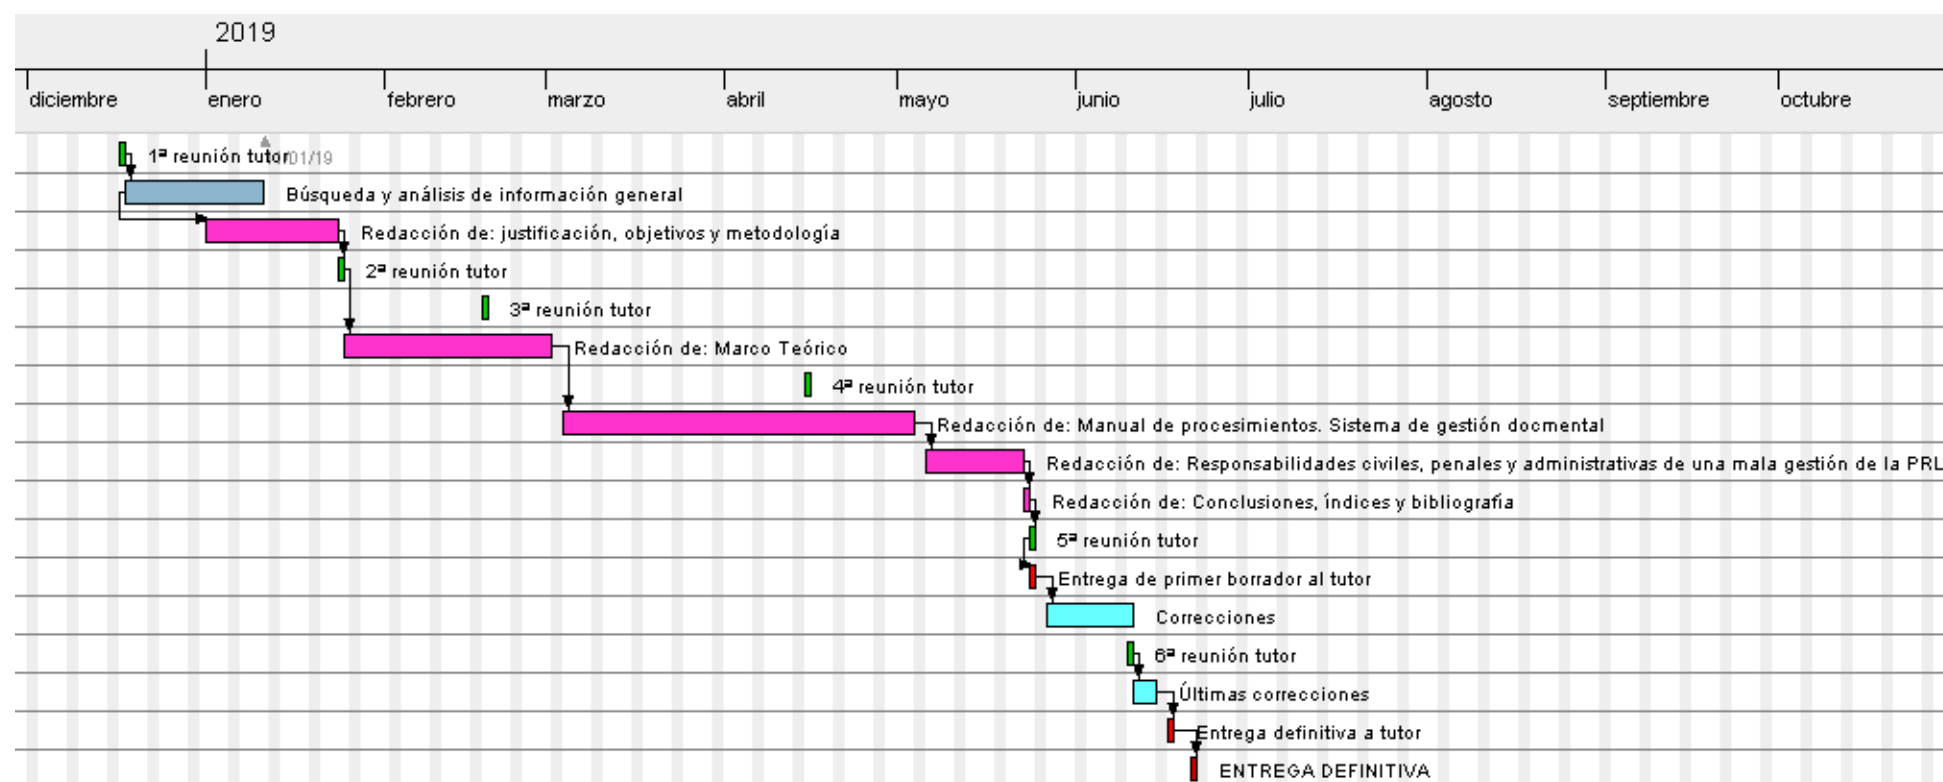 2019
diciembre enero febrero marzo abril mayo junio julio agosto septiembre octubre
1ª reunión tutor 01/19
Búsqueda y análisis de información general
Redacción de: justificación, objetivos y metodología
2ª reunión tutor
3ª reunión tutor
Redacción de: Marco Teórico
4ª reunión tutor
Redacción de: Manual de procesimientos. Sistema de gestión docmental
Redacción de: Responsabilidades civiles, penales y administrativas de una mala gestión de la PRL
Redacción de: Conclusiones, índices y bibliografía
5ª reunión tutor
Entrega de primer borrador al tutor
Correcciones
6ª reunión tutor
Últimas correcciones
Entrega definitiva a tutor
ENTREGA DEFINITIVA